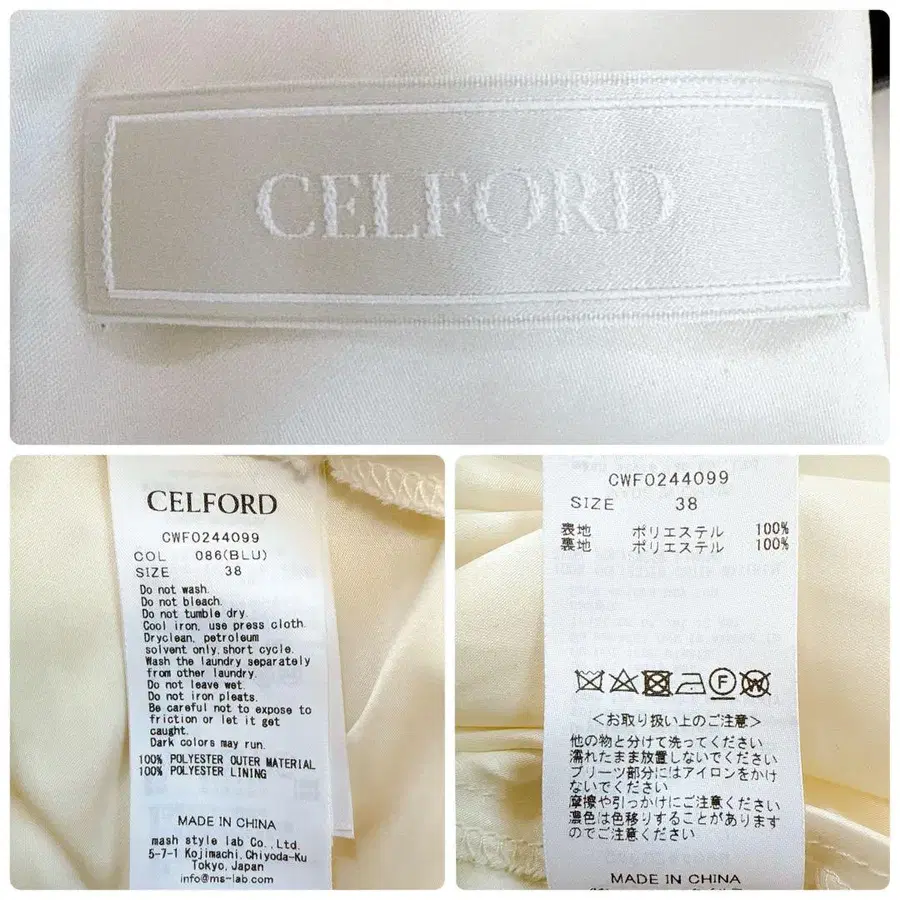 CELFORD
CELFORD
CWFO244099
COL 086(BLU)
SIZE 38
Do not wash.
Do not bleach.
Do not tumble dry.
Cool iron, use press cloth.
Dryclean, petroleum
solvent only, short cycle.
Wash the laundry separately
from other laundry.
Do not leave wet.
Do not iron pleats.
Be careful not to expose to
friction or let it get
caught.
Dark colors may run.
100% POLYESTER OUTER MATERIAL
100% POLYESTER LINING
MADE IN CHINA
mash style lab Co., Ltd.
5-7-1 Kojimachi, Chiyoda-Ku
Tokyo, Japan
info@ms-lab.com
CWFO244099
SIZE 38
表地 ポリエステル 100%
裏地 ポリエステル 100%
<お取り扱い上のご注意>
他の物と分けて洗ってください
濡れたまま放置しないでください
プリーツ部分にはアイロンをかけ
ないでください
摩擦や引っかけにご注意ください
濃色は色移りすることがあります
のでご注意ください
MADE IN CHINA